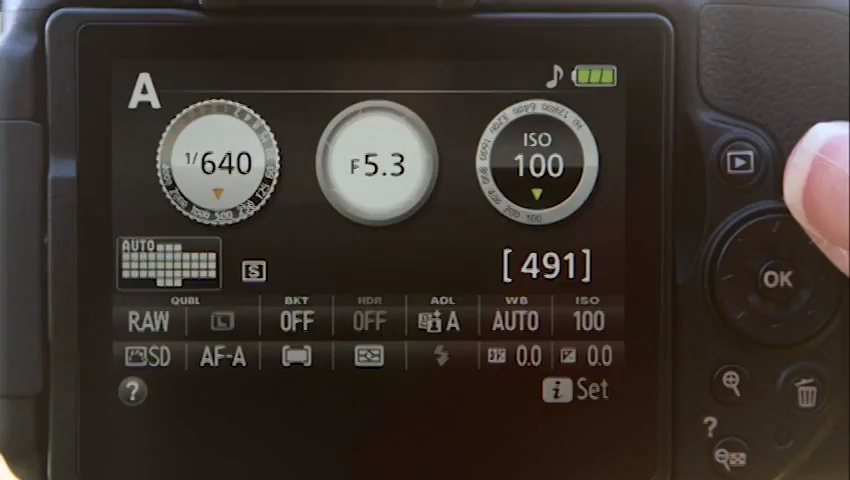 A
1/640
F5.3
ISO
100
AUTO
S
[491]
QUAL BKT HDR ADL WB ISO
RAW L OFF OFF A AUTO 100
SD AF-A 0.0 0.0
? i Set
OK
?